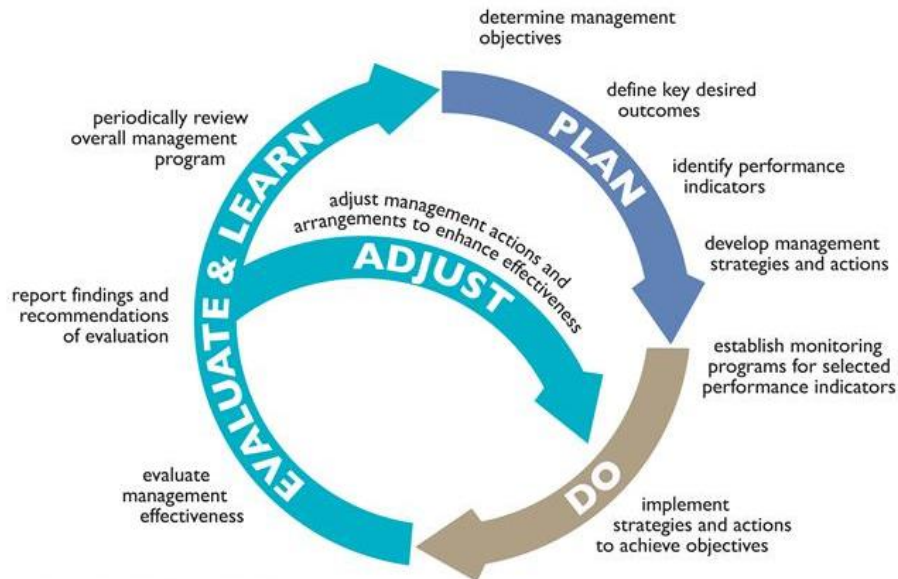 determine management
objectives
define key desired
outcomes
PLAN
identify performance
indicators
develop management
strategies and actions
establish monitoring
programs for selected
performance indicators
DO
implement
strategies and actions
to achieve objectives
evaluate
management
effectiveness
EVALUATE & LEARN
report findings and
recommendations
of evaluation
periodically review
overall management
program
adjust management actions and
arrangements to enhance effectiveness
ADJUST